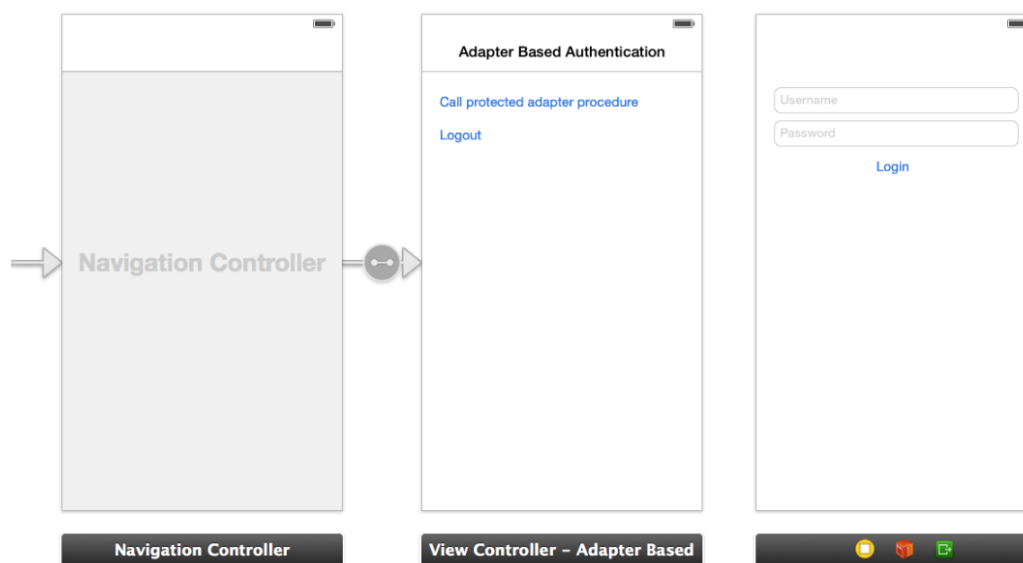 Navigation Controller
Navigation Controller
Adapter Based Authentication
Call protected adapter procedure
Logout
View Controller – Adapter Based
Username
Password
Login